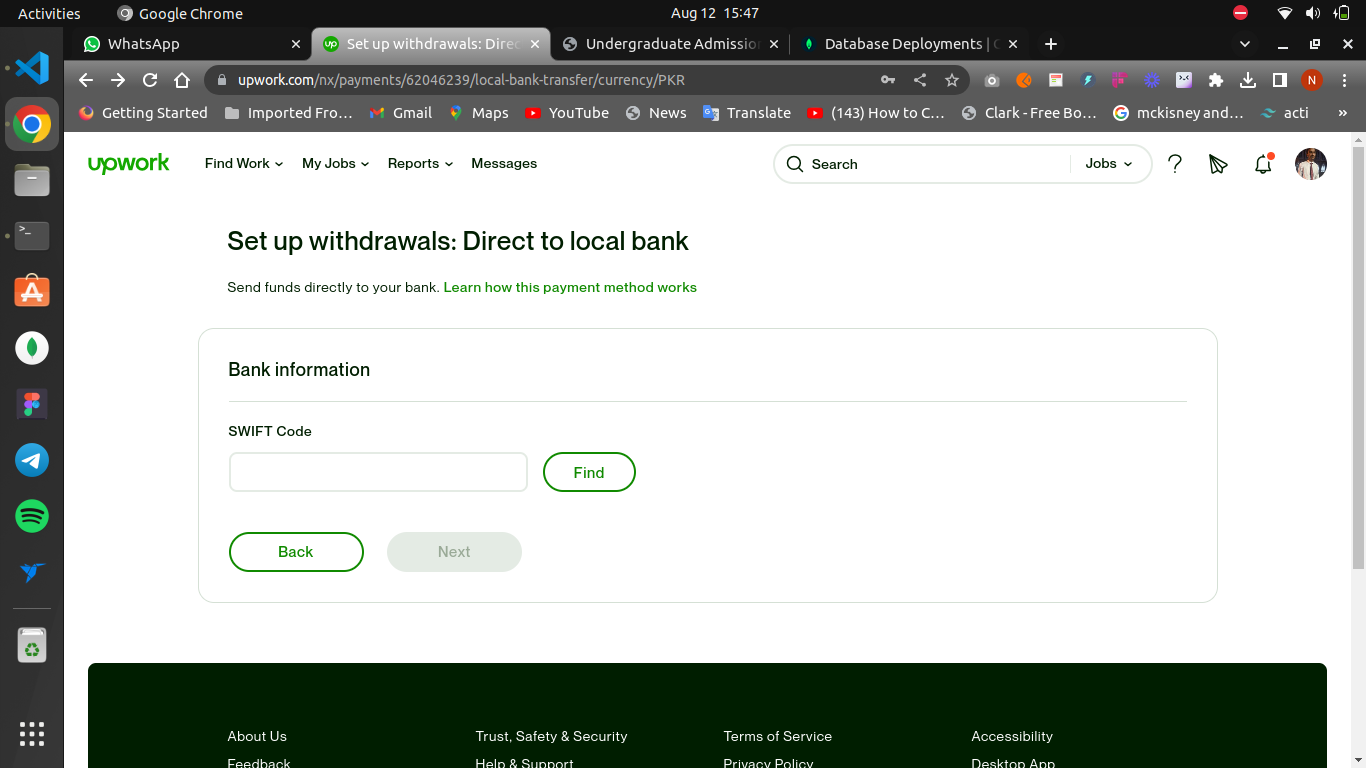 Activities
Google Chrome
Aug 12 15:47
WhatsApp
Set up withdrawals: Direc
Undergraduate Admission
Database Deployments | C
upwork.com/nx/payments/62046239/local-bank-transfer/currency/PKR
N
Getting Started
Imported Fro...
Gmail
Maps
YouTube
News
Translate
(143) How to C...
Clark - Free Bo...
mckisney and...
acti
»
upwork
Find Work
My Jobs
Reports
Messages
Search
Jobs
Set up withdrawals: Direct to local bank
Send funds directly to your bank. Learn how this payment method works
Bank information
SWIFT Code
Find
Back
Next
About Us
Trust, Safety & Security
Terms of Service
Accessibility
Feedback
Help & Support
Privacy Policy
Desktop App